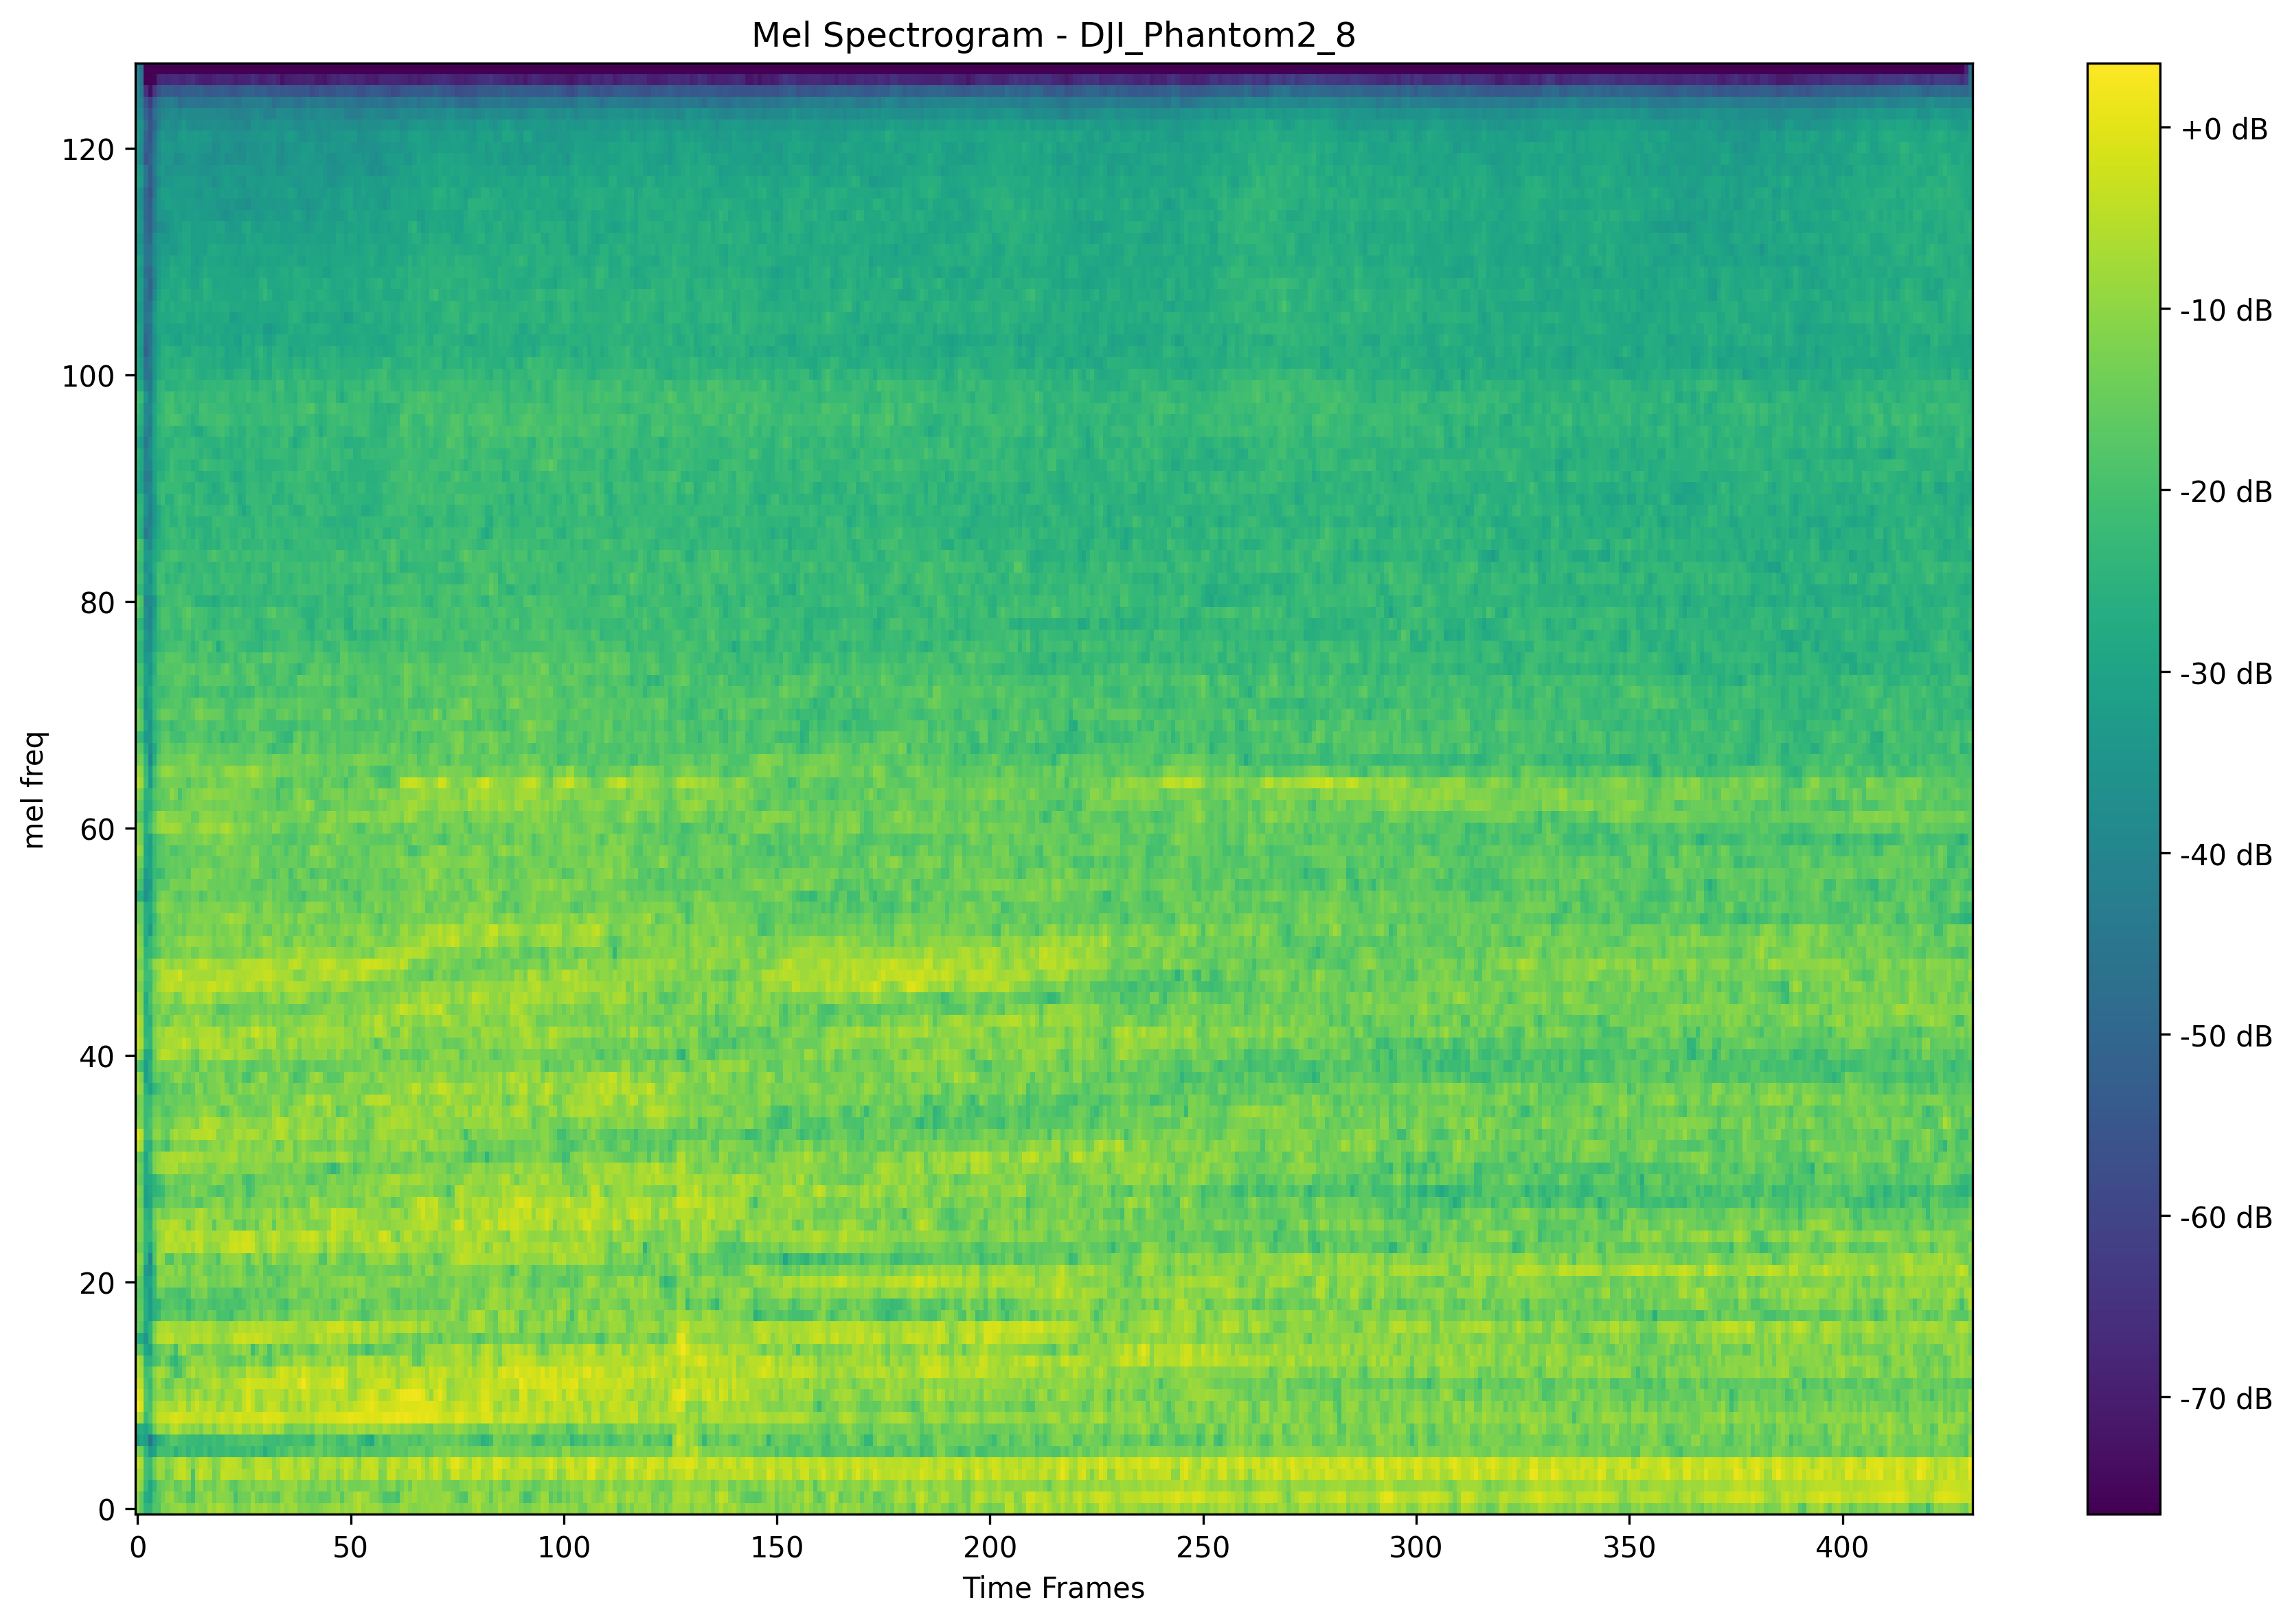 Mel Spectrogram - DJI_Phantom2_8
mel freq
120
100
80
60
40
20
0
0 50 100 150 200 250 300 350 400
Time Frames
+0 dB
-10 dB
-20 dB
-30 dB
-40 dB
-50 dB
-60 dB
-70 dB